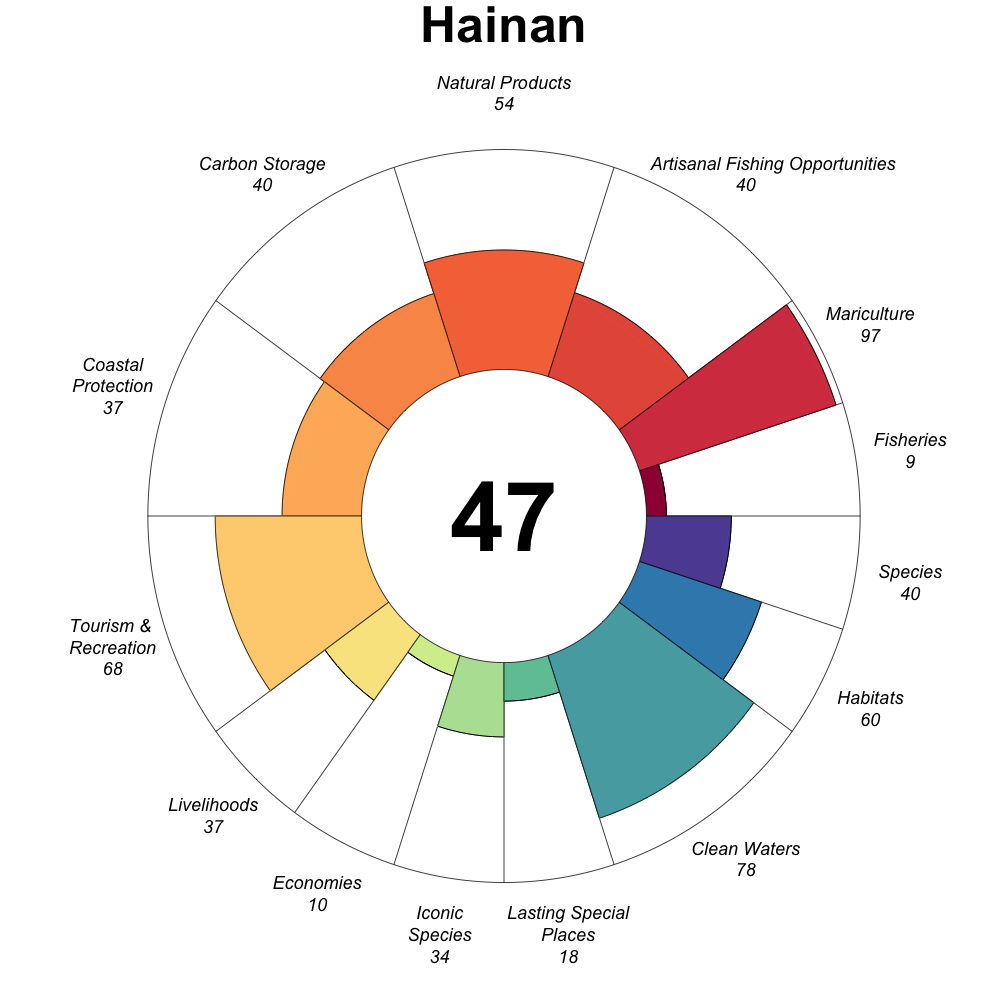 Hainan
Natural Products
54
Carbon Storage
40
Artisanal Fishing Opportunities
40
Mariculture
97
Coastal
Protection
37
Fisheries
9
47
Species
40
Tourism &
Recreation
68
Habitats
60
Livelihoods
37
Clean Waters
78
Economies
10
Iconic
Species
34
Lasting Special
Places
18